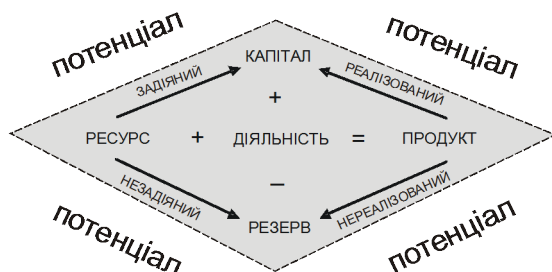 потенціал потенціал
КАПІТАЛ
ЗАДІЯНИЙ РЕАЛІЗОВАНИЙ
+
РЕСУРС + ДІЯЛЬНІСТЬ = ПРОДУКТ
–
НЕЗАДІЯНИЙ НЕРЕАЛІЗОВАНИЙ
РЕЗЕРВ
потенціал потенціал